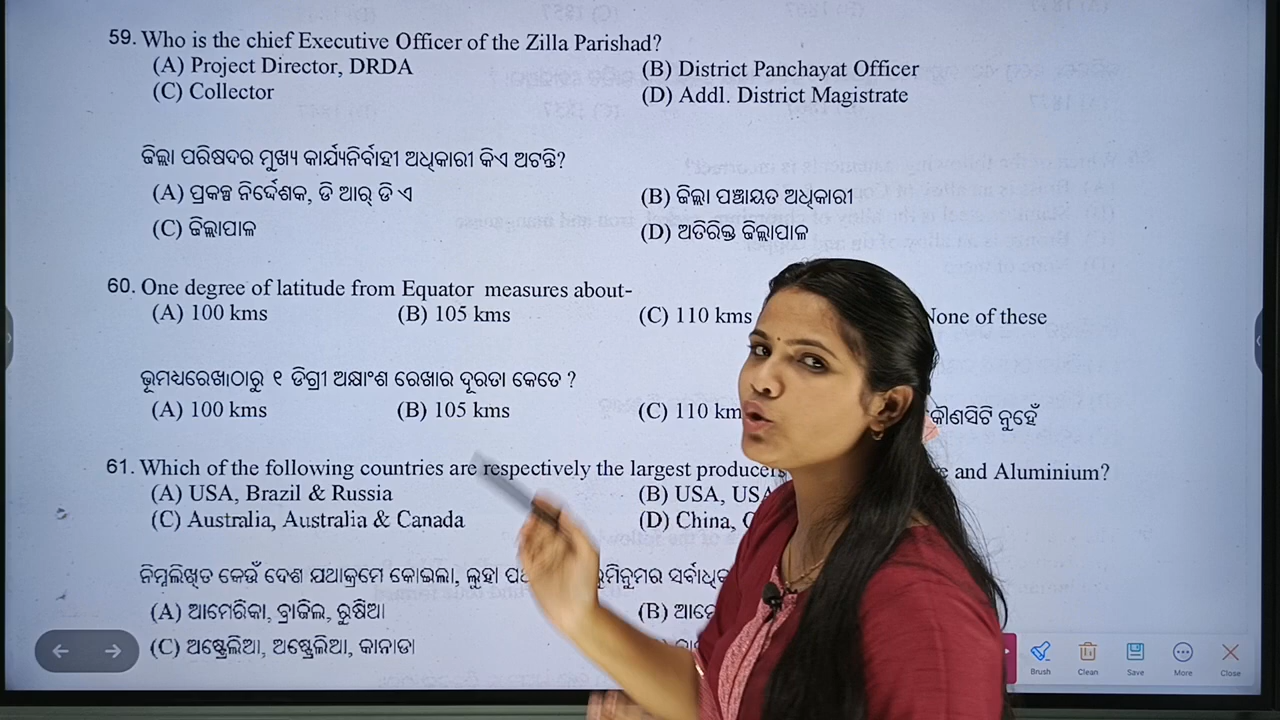 59. Who is the chief Executive Officer of the Zilla Parishad?
(A) Project Director, DRDA (B) District Panchayat Officer
(C) Collector (D) Addl. District Magistrate
ଜିଲ୍ଲା ପରିଷଦର ମୁଖ୍ୟ କାର୍ଯ୍ୟନିର୍ବାହୀ ଅଧିକାରୀ କିଏ ଅଟନ୍ତି?
(A) ପ୍ରକଳ୍ପ ନିର୍ଦ୍ଦେଶକ, ଡି ଆର୍ ଡି ଏ (B) ଜିଲ୍ଲା ପଞ୍ଚାୟତ ଅଧିକାରୀ
(C) ଜିଲ୍ଲାପାଳ (D) ଅତିରିକ୍ତ ଜିଲ୍ଲାପାଳ
60. One degree of latitude from Equator measures about-
(A) 100 kms (B) 105 kms (C) 110 kms None of these
ଭୂମଧ୍ୟରେଖାଠାରୁ ୧ ଡିଗ୍ରୀ ଅକ୍ଷାଂଶ ରେଖାର ଦୂରତା କେତେ ?
(A) 100 kms (B) 105 kms (C) 110 km ନୁହେଁ
61. Which of the following countries are respectively the largest producers and Aluminium?
(A) USA, Brazil & Russia (B) USA, USA
(C) Australia, Australia & Canada (D) China,
ନିମ୍ନଲିଖିତ କେଉଁ ଦେଶ ଯଥାକ୍ରମେ କୋଇଲା, ଲୁହା
(A) ଆମେରିକା, ବ୍ରାଜିଲ, ରୁଷିଆ (B)
(C) ଅଷ୍ଟ୍ରେଲିଆ, ଅଷ୍ଟ୍ରେଲିଆ, କାନାଡା
Brush Clean Save More Close